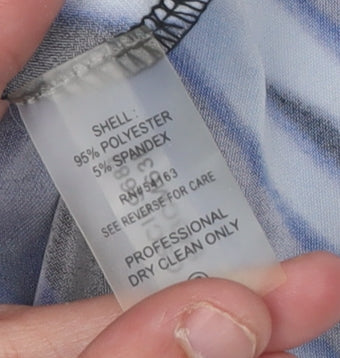 SHELL:
95% POLYESTER
5% SPANDEX
RN#54163
SEE REVERSE FOR CARE
PROFESSIONAL
DRY CLEAN ONLY